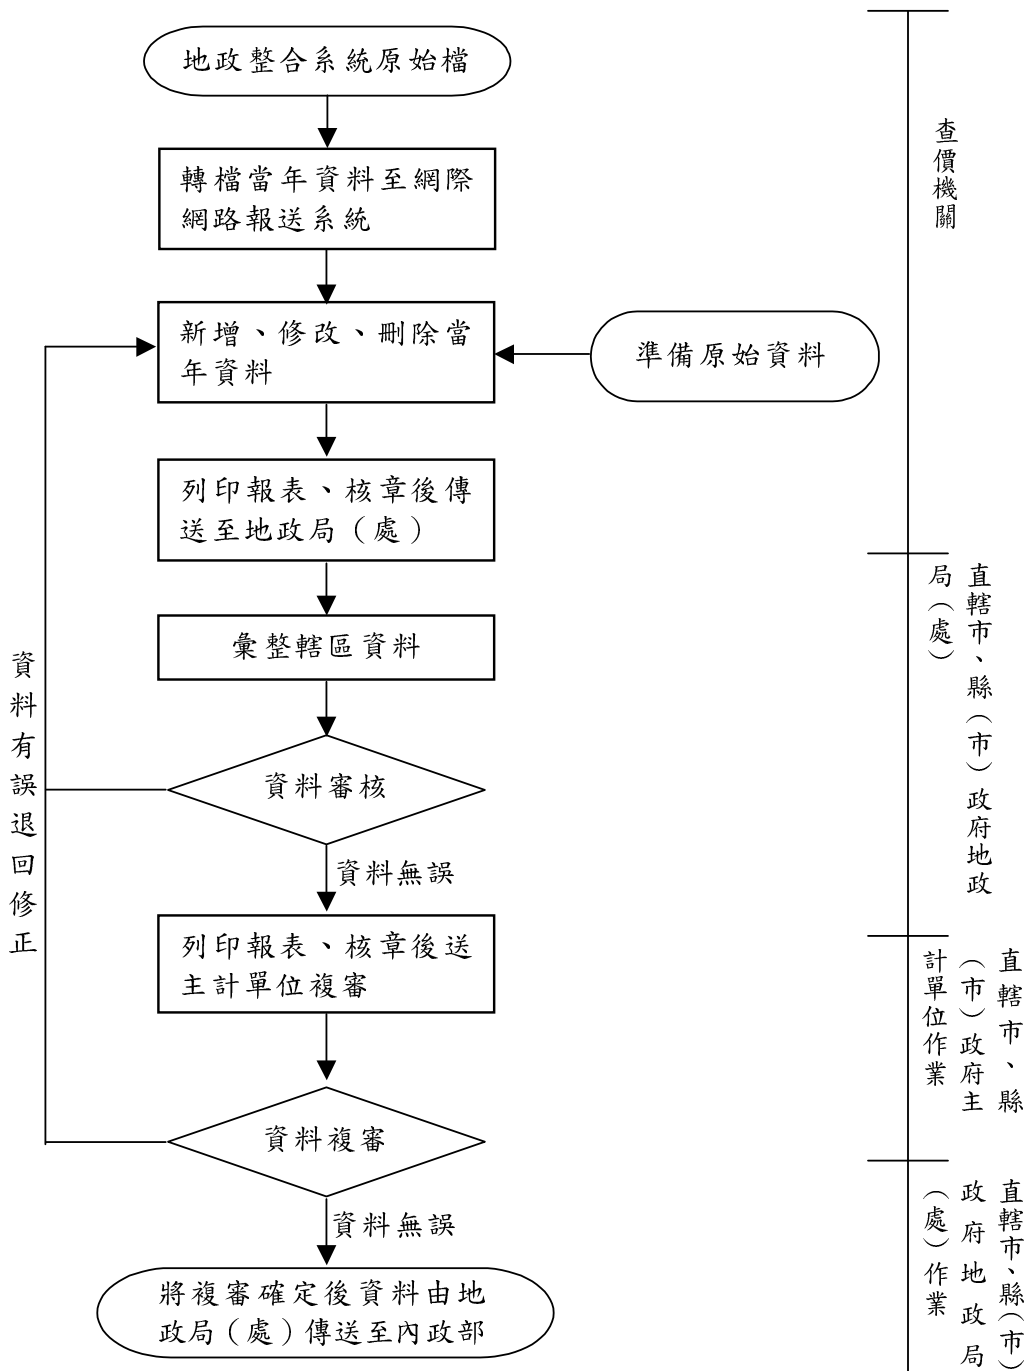 地政整合系統原始檔
轉檔當年資料至網際
網路報送系統
新增、修改、刪除當
年資料
準備原始資料
列印報表、核章後傳
送至地政局（處）
彙整轄區資料
資料審核
資料無誤
列印報表、核章後送
主計單位複審
資料複審
資料無誤
將複審確定後資料由地
政局（處）傳送至內政部
資料有誤退回修正
查價機關
直轄市、縣（市）政府地政
局（處）
直轄市、縣
（市）政府主
計單位作業
直轄市、縣（市）
政府地政局
（處）作業